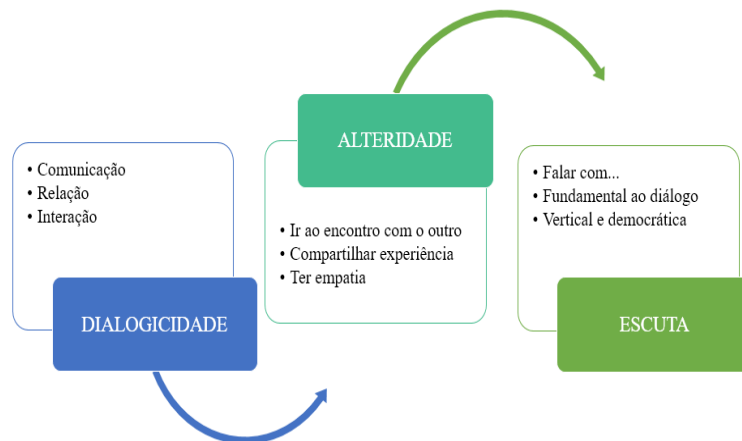 • Comunicação
• Relação
• Interação
DIALOGICIDADE
ALTERIDADE
• Ir ao encontro com o outro
• Compartilhar experiência
• Ter empatia
• Falar com...
• Fundamental ao diálogo
• Vertical e democrática
ESCUTA